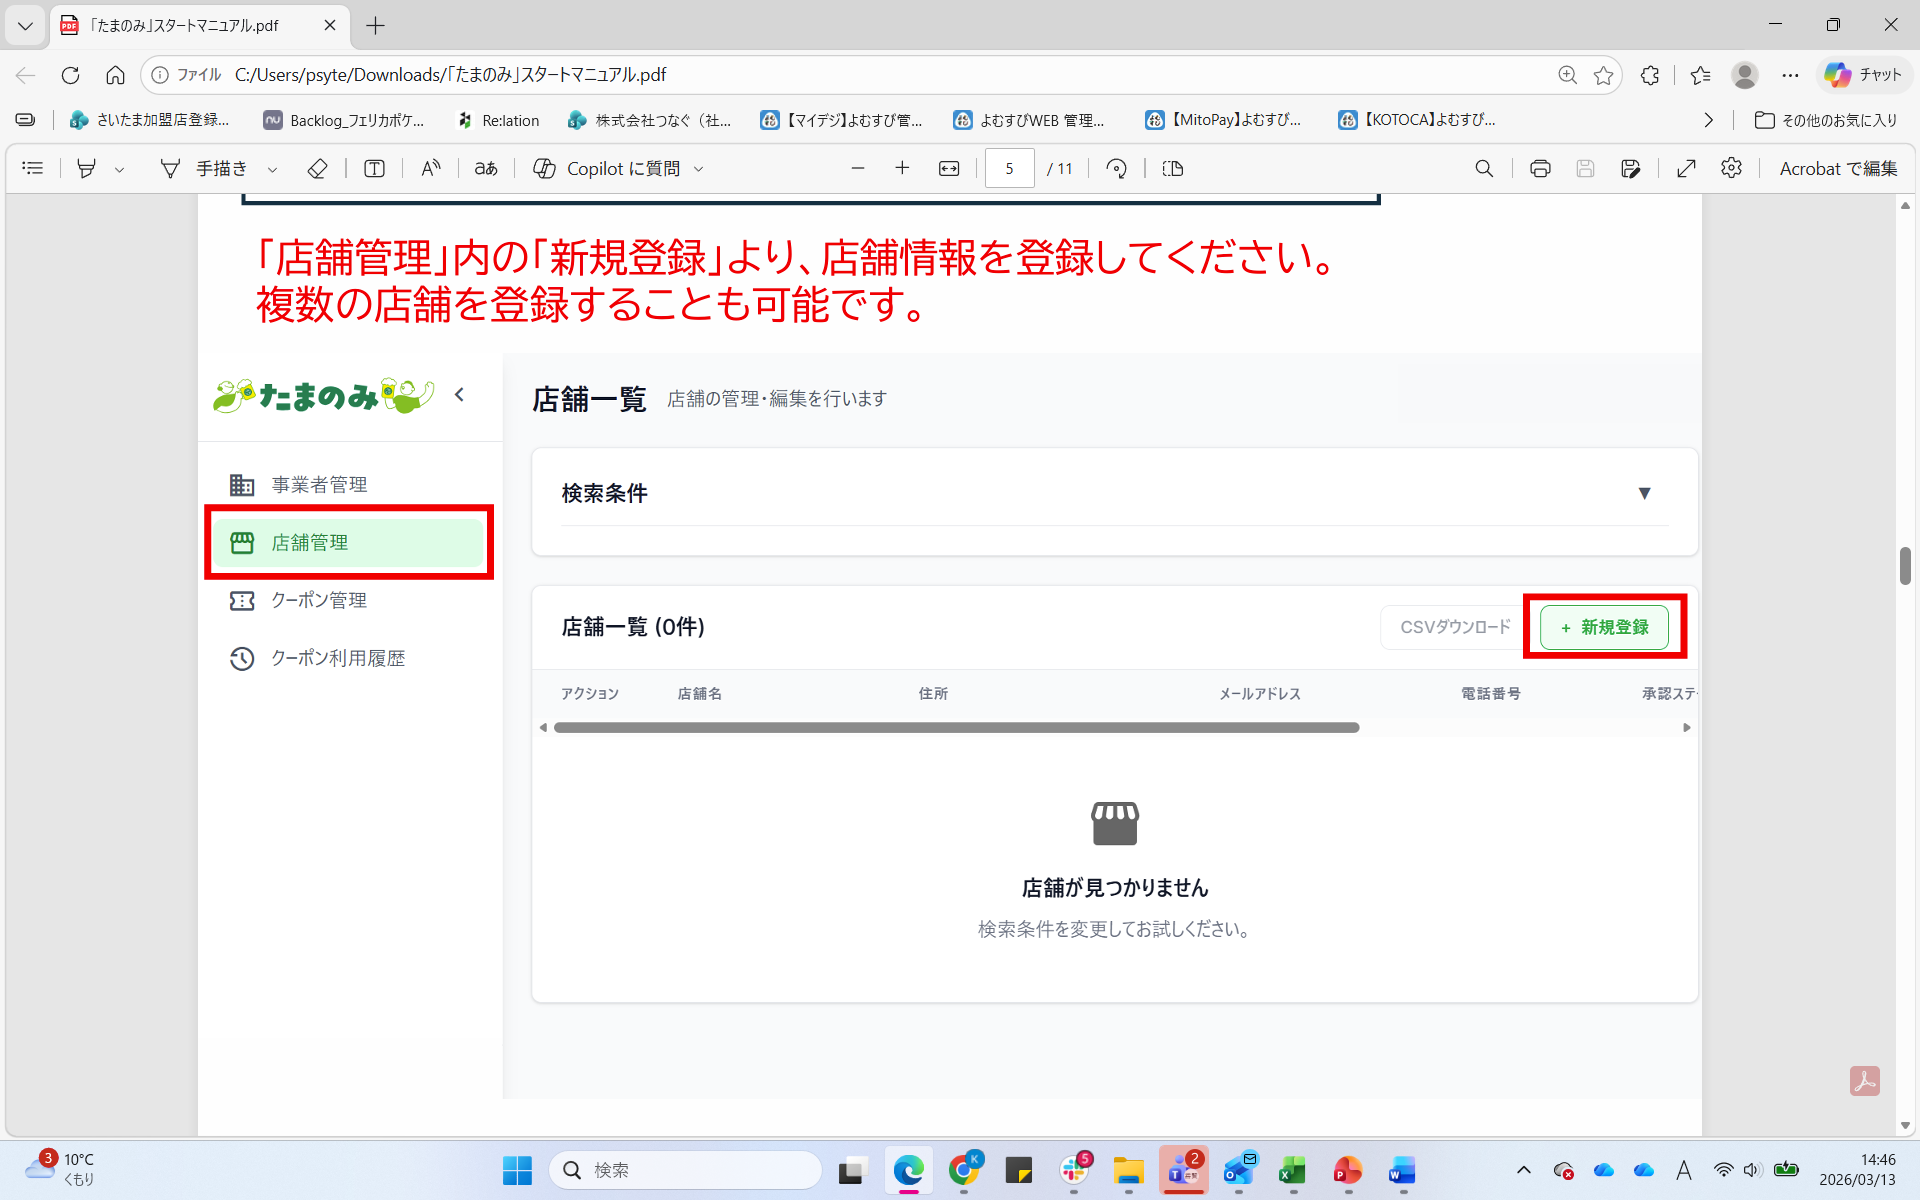 「たまのみ」スタートマニュアル.pdf
ファイル C:/Users/psyte/Downloads/「たまのみ」スタートマニュアル.pdf
チャット
さいたま加盟店登録...
Backlog_フェリカポケ...
Re:lation
株式会社つなぐ（社...
【マイデジ】よむすび管...
よむすびWEB 管理...
【MitoPay】よむすび...
【KOTOCA】よむすび...
その他のお気に入り
手描き
aあ
Copilot に質問
5 / 11
Acrobat で編集
「店舗管理」内の「新規登録」より、店舗情報を登録してください。
複数の店舗を登録することも可能です。
たまのみ
事業者管理
店舗管理
クーポン管理
クーポン利用履歴
店舗一覧 店舗の管理・編集を行います
検索条件 ▼
店舗一覧 (0件)
CSVダウンロード
+ 新規登録
アクション 店舗名 住所 メールアドレス 電話番号 承認ステ
店舗が見つかりません
検索条件を変更してお試しください。
3
10°C
くもり
検索
K
5
2
A
14:46
2026/03/13